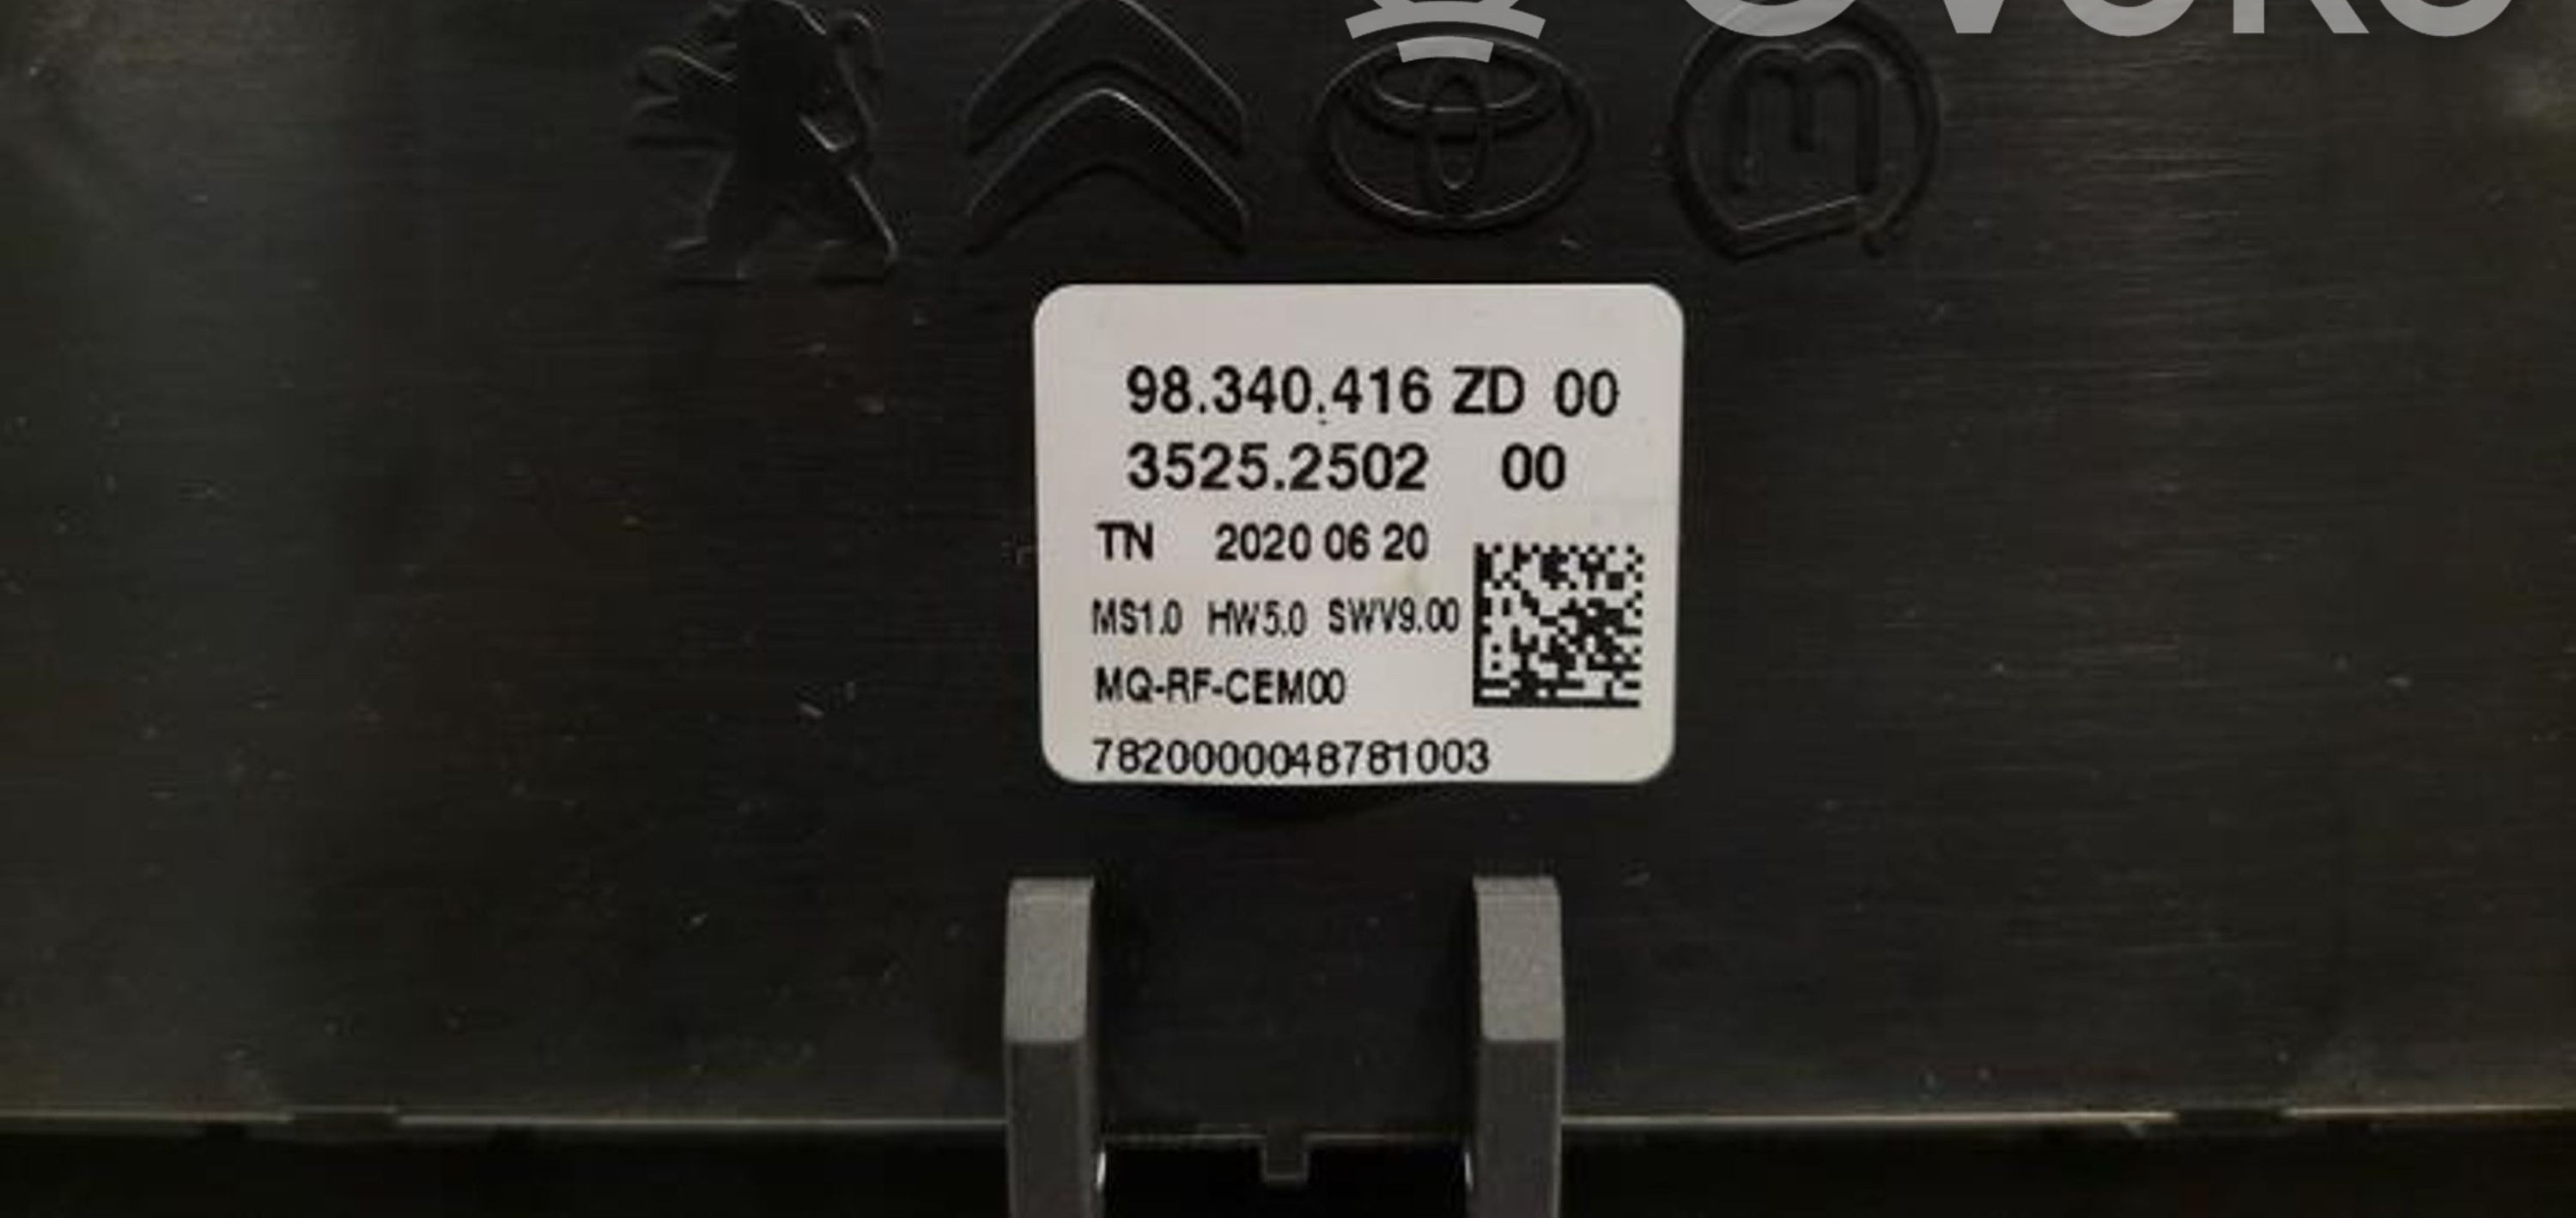 98.340.416 ZD 00
3525.2502 00
TN 2020 06 20
MS1.0 HW5.0 SWV9.00
MQ-RF-CEM00
7820000048781003